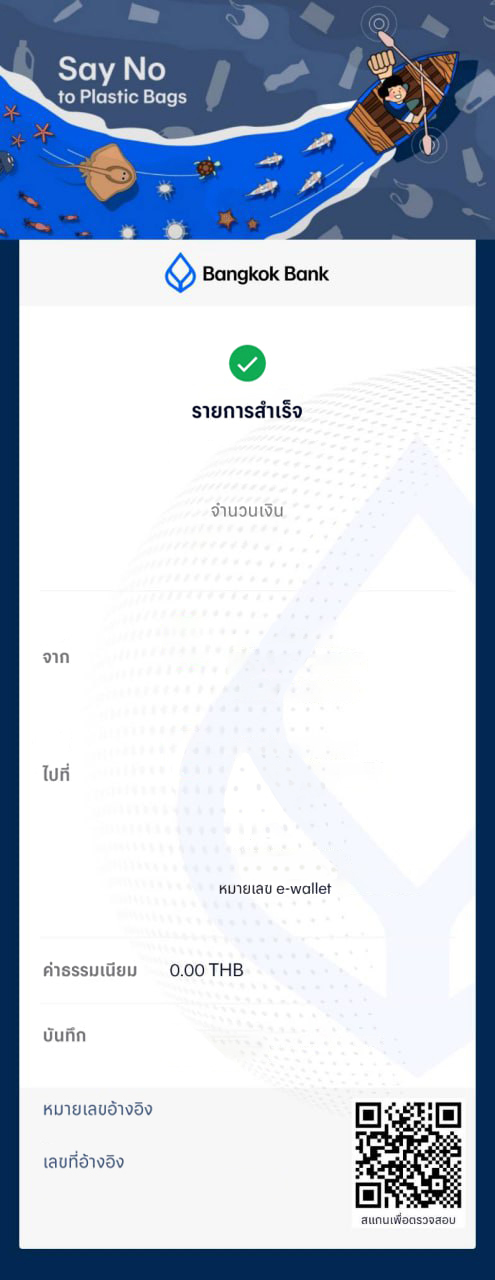 Say No
to Plastic Bags
Bangkok Bank
รายการสำเร็จ
จำนวนเงิน
จาก
ไปที่
หมายเลข e-wallet
ค่าธรรมเนียม 0.00 THB
บันทึก
หมายเลขอ้างอิง
เลขที่อ้างอิง
สแกนเพื่อตรวจสอบ